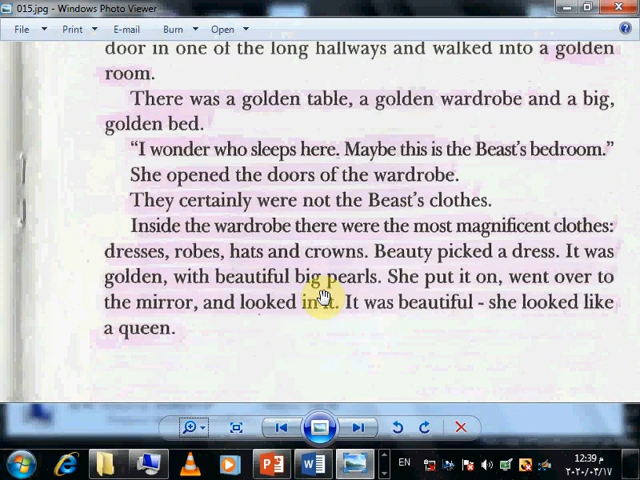 015.jpg - Windows Photo Viewer
File Print E-mail Burn Open
door in one of the long hallways and walked into a golden
room.
There was a golden table, a golden wardrobe and a big,
golden bed.
“I wonder who sleeps here. Maybe this is the Beast’s bedroom.”
She opened the doors of the wardrobe.
They certainly were not the Beast’s clothes.
Inside the wardrobe there were the most magnificent clothes:
dresses, robes, hats and crowns. Beauty picked a dress. It was
golden, with beautiful big pearls. She put it on, went over to
the mirror, and looked in it. It was beautiful - she looked like
a queen.
EN
12:39 م
٢٠٢٠/٠٣/١٧